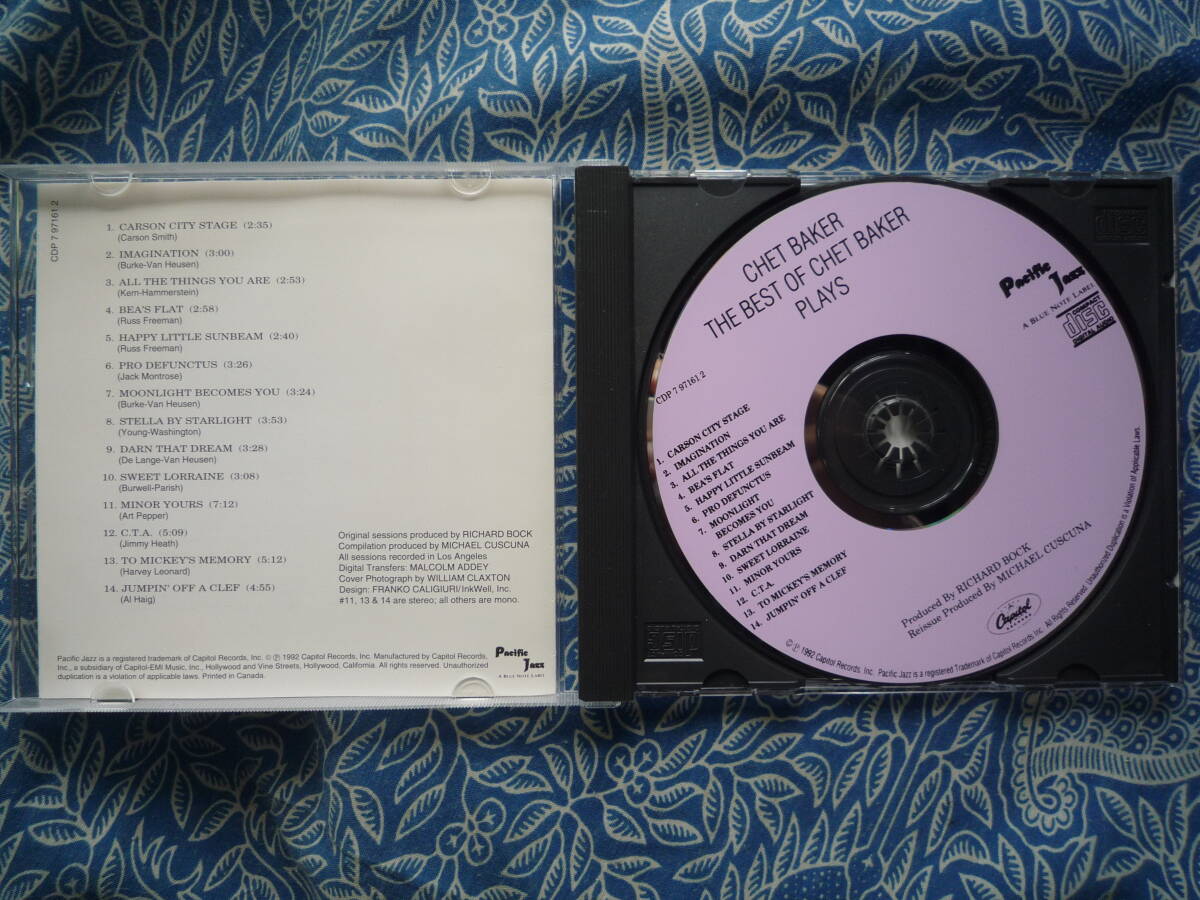 CDP 7 97161 2
1. CARSON CITY STAGE (2:35)
(Carson Smith)
2. IMAGINATION (3:00)
(Burke-Van Heusen)
3. ALL THE THINGS YOU ARE (2:53)
(Kern-Hammerstein)
4. BEA'S FLAT (2:58)
(Russ Freeman)
5. HAPPY LITTLE SUNBEAM (2:40)
(Russ Freeman)
6. PRO DEFUNCTUS (3:26)
(Jack Montrose)
7. MOONLIGHT BECOMES YOU (3:24)
(Burke-Van Heusen)
8. STELLA BY STARLIGHT (3:53)
(Young-Washington)
9. DARN THAT DREAM (3:28)
(De Lange-Van Heusen)
10. SWEET LORRAINE (3:08)
(Burwell-Parish)
11. MINOR YOURS (7:12)
(Art Pepper)
12. C.T.A. (5:09)
(Jimmy Heath)
13. TO MICKEY'S MEMORY (5:12)
(Harvey Leonard)
14. JUMPIN' OFF A CLEF (4:55)
(Al Haig)
Original sessions produced by RICHARD BOCK
Compilation produced by MICHAEL CUSCUNA
All sessions recorded in Los Angeles
Digital Transfers: MALCOLM ADDEY
Cover Photograph by WILLIAM CLAXTON
Design: FRANKO CALIGIURI/InkWell, Inc.
#11, 13 & 14 are stereo; all others are mono.
Pacific Jazz is a registered trademark of Capitol Records, Inc. © ℗ 1992 Capitol Records, Inc. Manufactured by Capitol Records,
Inc., a subsidiary of Capitol-EMI Music, Inc., Hollywood and Vine Streets, Hollywood, California. All rights reserved. Unauthorized
duplication is a violation of applicable laws. Printed in Canada.
Pacific
Jazz
A BLUE NOTE LABEL
CHET BAKER
THE BEST OF CHET BAKER
PLAYS
Pacific
Jazz
A BLUE NOTE LABEL
COMPACT
disc
DIGITAL AUDIO
CDP 7 97161 2
1. CARSON CITY STAGE
2. IMAGINATION
3. ALL THE THINGS YOU ARE
4. BEA'S FLAT
5. HAPPY LITTLE SUNBEAM
6. PRO DEFUNCTUS
7. MOONLIGHT
BECOMES YOU
8. STELLA BY STARLIGHT
9. DARN THAT DREAM
10. SWEET LORRAINE
11. MINOR YOURS
12. C.T.A.
13. TO MICKEY'S MEMORY
14. JUMPIN' OFF A CLEF
Produced By RICHARD BOCK
Reissue Produced By MICHAEL CUSCUNA
Capitol
℗ 1992 Capitol Records, Inc. Pacific Jazz is a registered Trademark of Capitol Records Inc. All Rights Reserved. Unauthorized Duplication is a Violation of Applicable Laws.
disc
disc